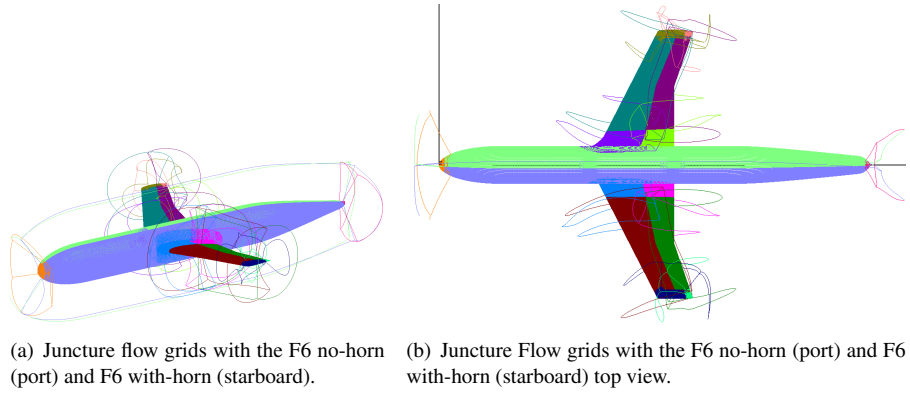 (a) Juncture flow grids with the F6 no-horn
(port) and F6 with-horn (starboard).
(b) Juncture Flow grids with the F6 no-horn (port) and F6
with-horn (starboard) top view.